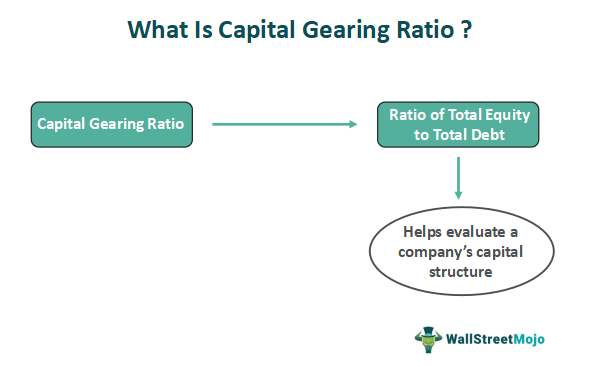 What Is Capital Gearing Ratio ?
Capital Gearing Ratio
Ratio of Total Equity
to Total Debt
Helps evaluate a
company’s capital
structure
WallStreetMojo